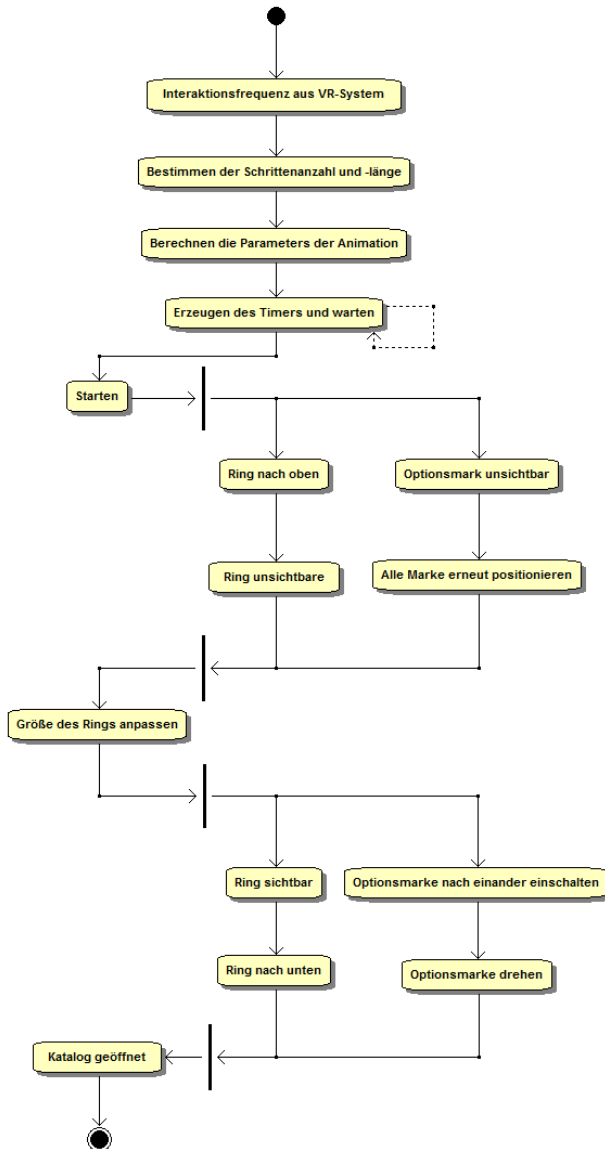 Interaktionsfrequenz aus VR-System
Bestimmen der Schrittenanzahl und -länge
Berechnen die Parameters der Animation
Erzeugen des Timers und warten
Starten
Ring nach oben
Optionsmark unsichtbar
Ring unsichtbare
Alle Marke erneut positionieren
Größe des Rings anpassen
Ring sichtbar
Optionsmarke nach einander einschalten
Ring nach unten
Optionsmarke drehen
Katalog geöffnet